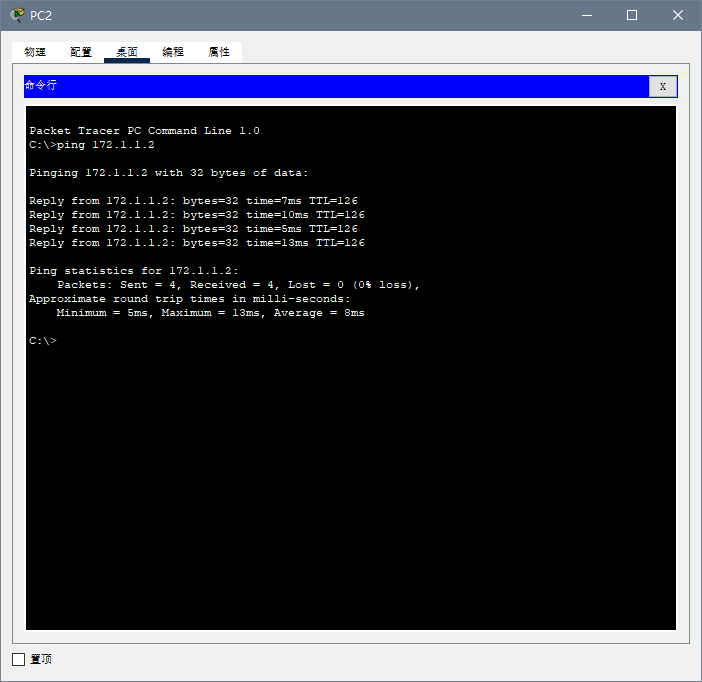 PC2
物理 配置 桌面 编程 属性
命令行
X
Packet Tracer PC Command Line 1.0
C:\>ping 172.1.1.2
Pinging 172.1.1.2 with 32 bytes of data:
Reply from 172.1.1.2: bytes=32 time=7ms TTL=126
Reply from 172.1.1.2: bytes=32 time=10ms TTL=126
Reply from 172.1.1.2: bytes=32 time=5ms TTL=126
Reply from 172.1.1.2: bytes=32 time=13ms TTL=126
Ping statistics for 172.1.1.2:
Packets: Sent = 4, Received = 4, Lost = 0 (0% loss),
Approximate round trip times in milli-seconds:
Minimum = 5ms, Maximum = 13ms, Average = 8ms
C:\>
置顶